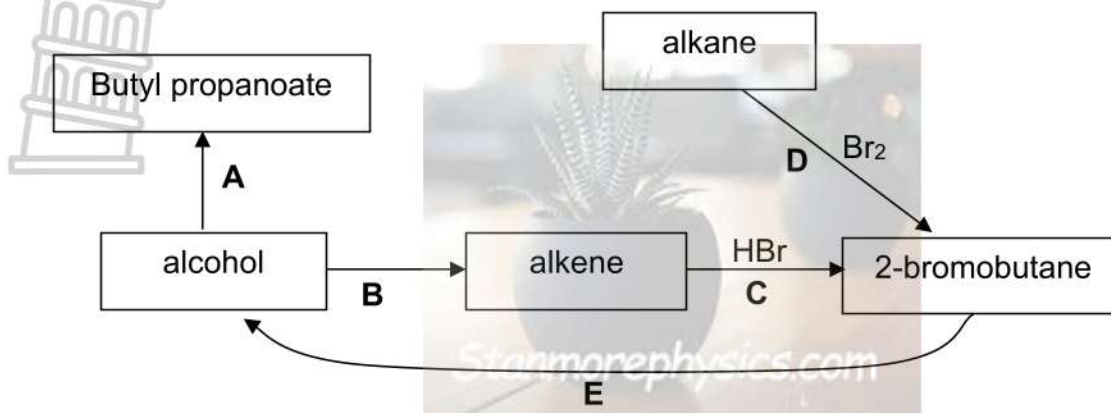 alkane
Butyl propanoate
D
Br₂
A
alcohol
B
alkene
HBr
C
2-bromobutane
Stanmorephysics.com
E